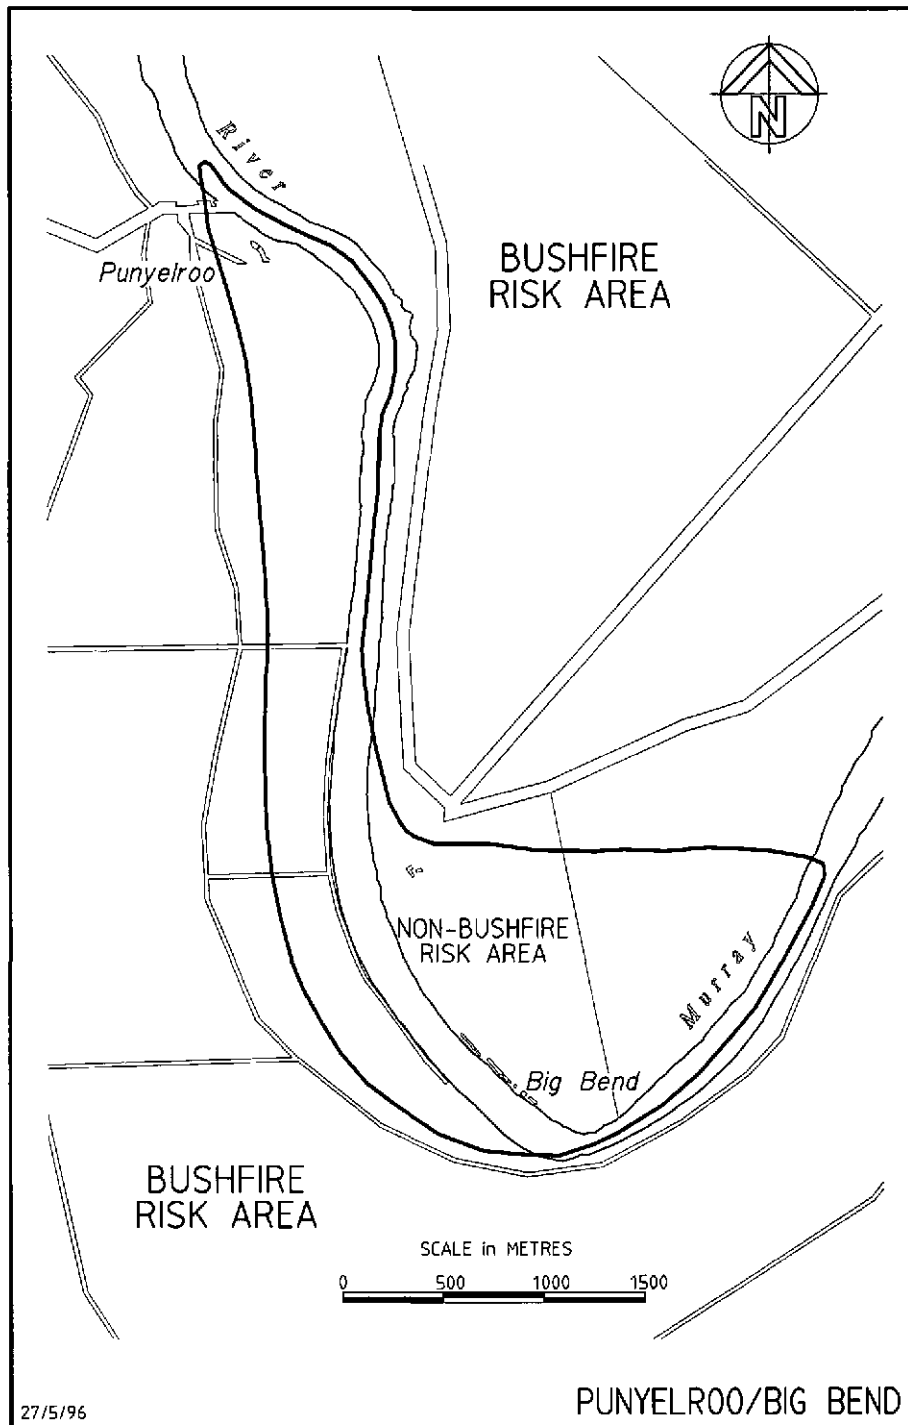 N
River
BUSHFIRE
RISK AREA
Punyelroo
NON-BUSHFIRE
RISK AREA
Murray
Big Bend
BUSHFIRE
RISK AREA
SCALE in METRES
0 500 1000 1500
27/5/96
PUNYELROO/BIG BEND